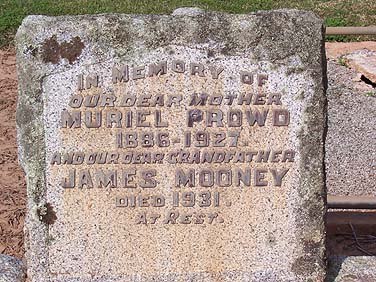 IN MEMORY OF
OUR DEAR MOTHER
MURIEL PROWD
1886-1927
AND OUR DEAR GRANDFATHER
JAMES MOONEY
DIED 1931.
AT REST.